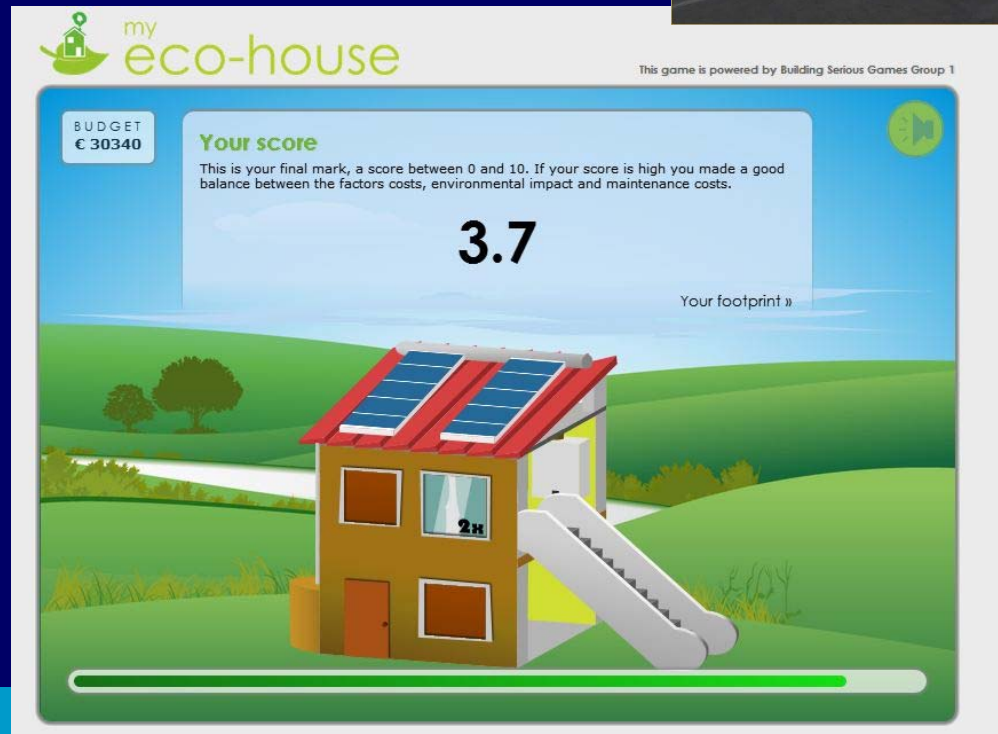 my
eco-house
This game is powered by Building Serious Games Group 1
BUDGET
€ 30340
Your score
This is your final mark, a score between 0 and 10. If your score is high you made a good
balance between the factors costs, environmental impact and maintenance costs.
3.7
Your footprint »
2x